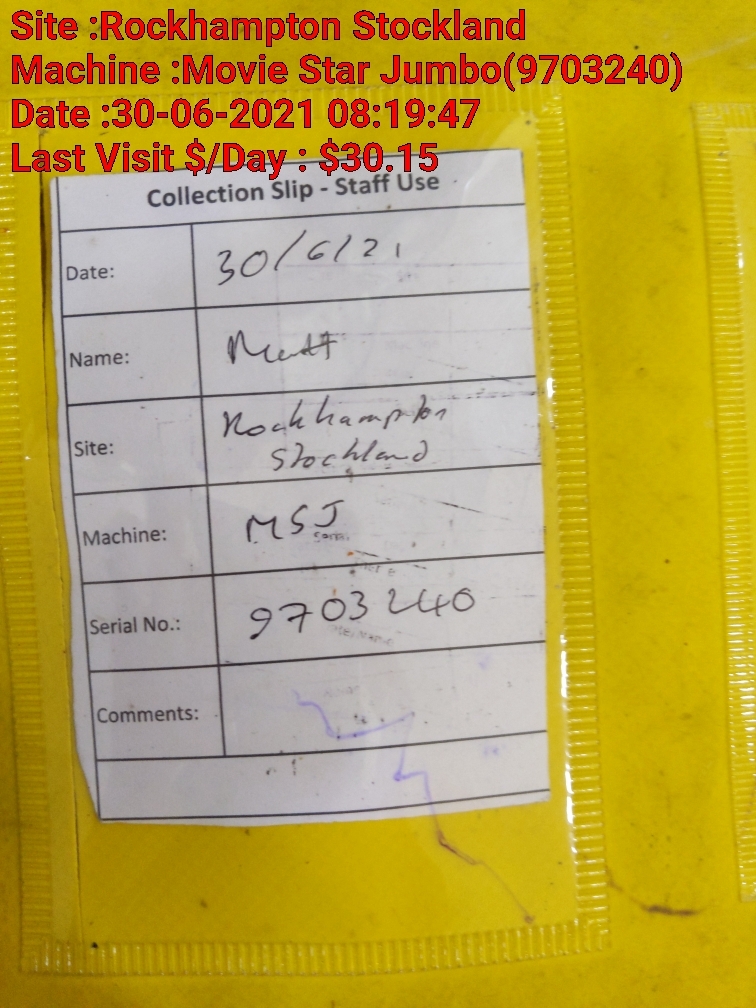 Site :Rockhampton Stockland
Machine :Movie Star Jumbo(9703240)
Date :30-06-2021 08:19:47
Last Visit $/Day : $30.15
Collection Slip - Staff Use
Date: 30/6/21
Name: Matt
Site: Rockhampton
Stockland
Machine: MSJ
Serial No.: 9703240
Comments: